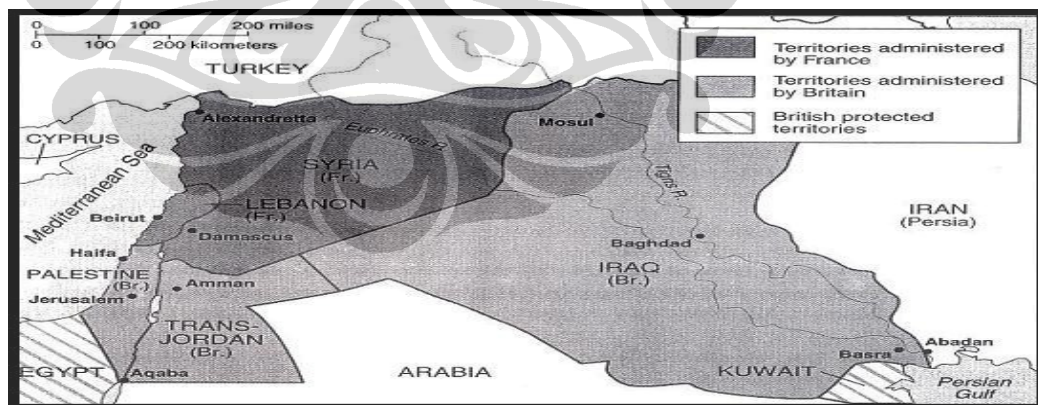 0 100 200 miles
0 100 200 kilometers
TURKEY
Territories administered
by France
Territories administered
by Britain
British protected
territories
CYPRUS
Mediterranean Sea
Alexandretta
Euphrates R.
Mosul
SYRIA
(Fr.)
LEBANON
(Fr.)
Beirut
Damascus
Tigris R.
Baghdad
IRAN
(Persia)
Haifa
PALESTINE
(Br.)
Jerusalem
Amman
IRAQ
(Br.)
TRANS-
JORDAN
(Br.)
Basra
Abadan
EGYPT
Aqaba
ARABIA
KUWAIT
Persian
Gulf